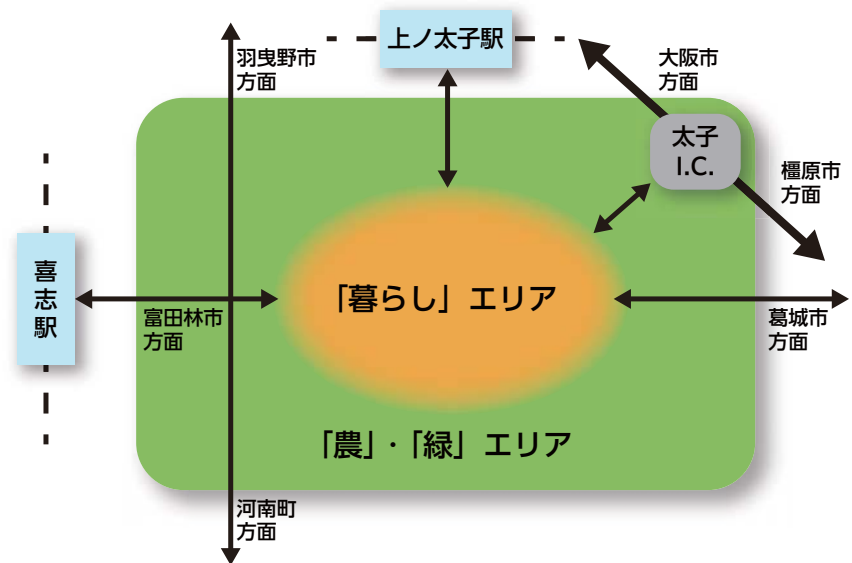 上ノ太子駅
羽曳野市
方面
大阪市
方面
太子
I.C.
橿原市
方面
喜志駅
「暮らし」エリア
富田林市
方面
葛城市
方面
「農」・「緑」エリア
河南町
方面